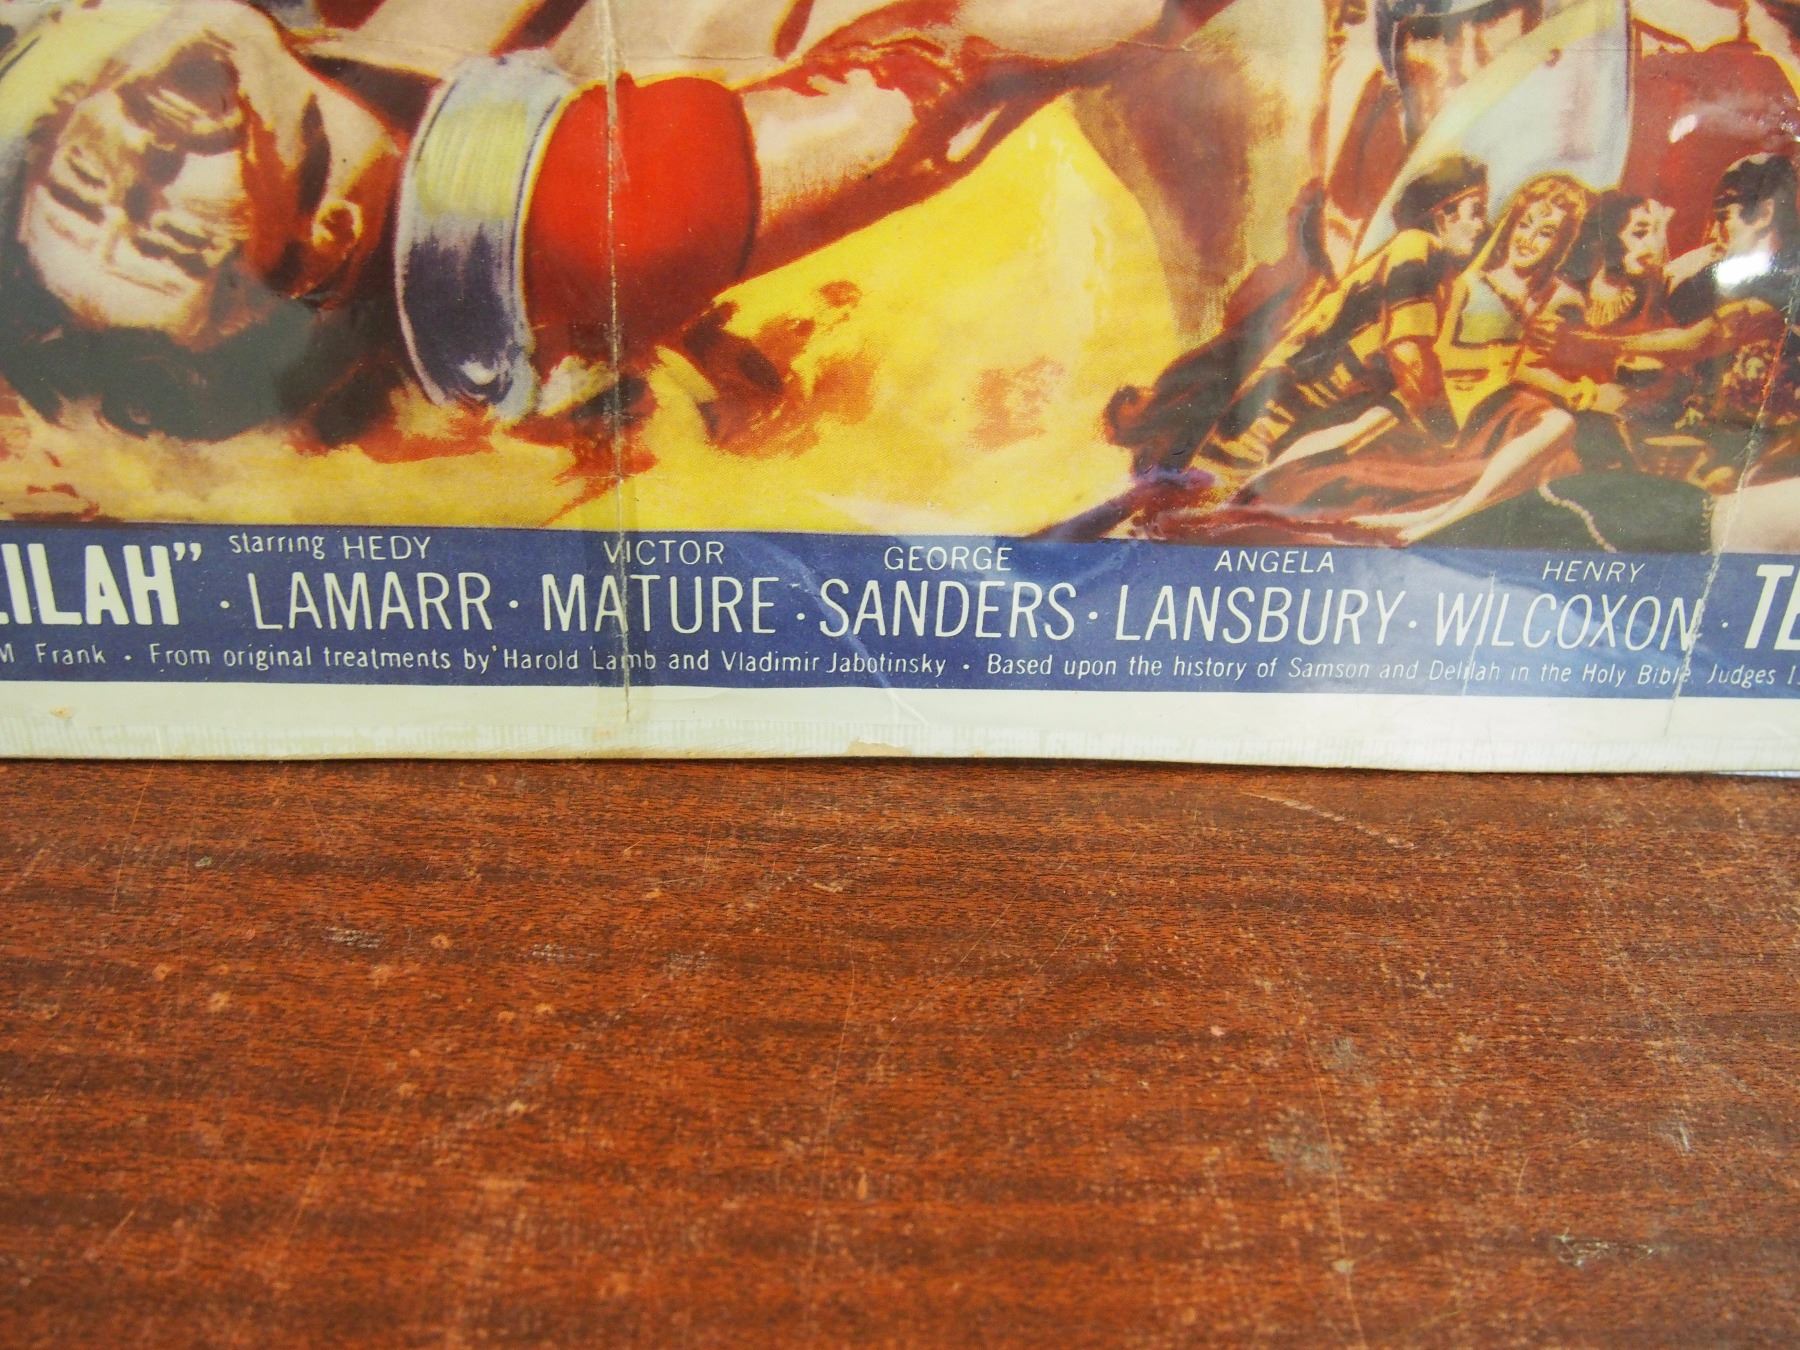 LILAH” starring HEDY LAMARR · VICTOR MATURE · GEORGE SANDERS · ANGELA LANSBURY · HENRY WILCOXON ·
M Frank · From original treatments by Harold Lamb and Vladimir Jabotinsky · Based upon the history of Samson and Delilah in the Holy Bible Judges